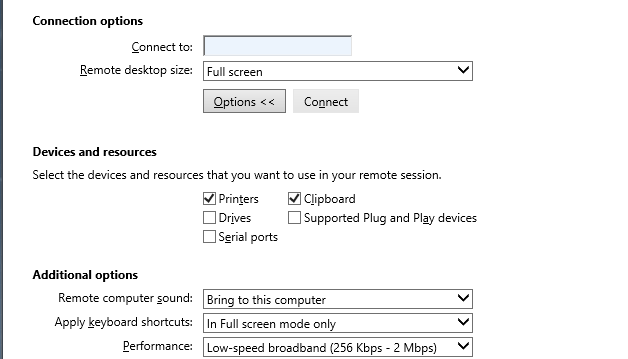 Connection options
Connect to:
Remote desktop size: Full screen
Options << Connect
Devices and resources
Select the devices and resources that you want to use in your remote session.
Printers Clipboard
Drives Supported Plug and Play devices
Serial ports
Additional options
Remote computer sound: Bring to this computer
Apply keyboard shortcuts: In Full screen mode only
Performance: Low-speed broadband (256 Kbps - 2 Mbps)